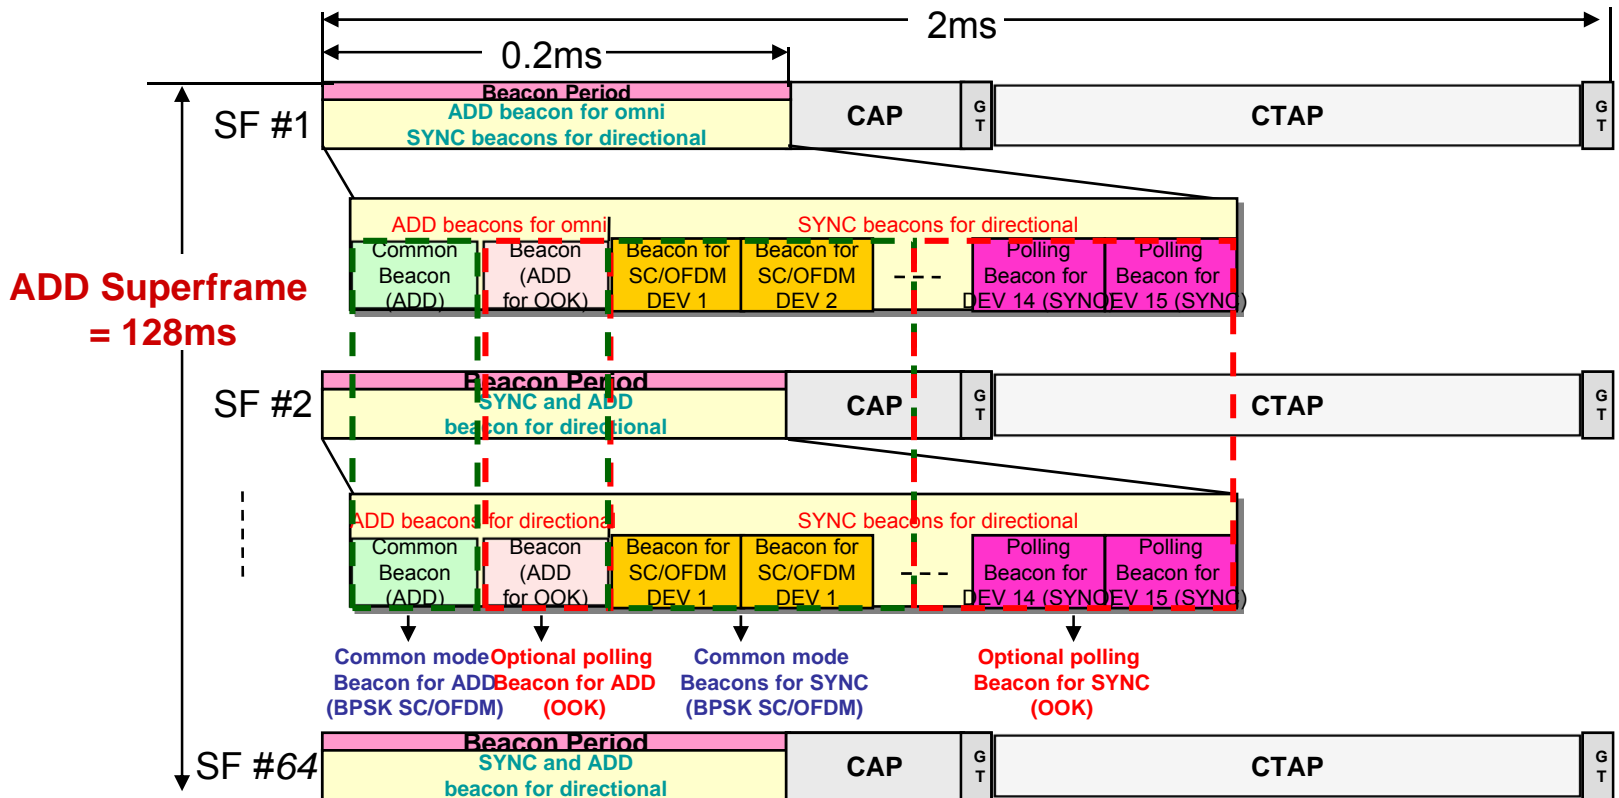 2ms
0.2ms
SF #1
Beacon Period
ADD beacon for omni
SYNC beacons for directional
CAP
G
T
CTAP
G
T
ADD beacons for omni
SYNC beacons for directional
Common
Beacon
(ADD)
Beacon
(ADD
for OOK)
Beacon for
SC/OFDM
DEV 1
Beacon for
SC/OFDM
DEV 2
Polling
Beacon for
DEV 14 (SYNC)
Polling
Beacon for
DEV 15 (SYNC)
ADD Superframe
= 128ms
SF #2
Beacon Period
SYNC and ADD
beacon for directional
CAP
G
T
CTAP
G
T
ADD beacons for directional
SYNC beacons for directional
Common
Beacon
(ADD)
Beacon
(ADD
for OOK)
Beacon for
SC/OFDM
DEV 1
Beacon for
SC/OFDM
DEV 1
Polling
Beacon for
DEV 14 (SYNC)
Polling
Beacon for
DEV 15 (SYNC)
Common mode
Beacon for ADD
(BPSK SC/OFDM)
Optional polling
Beacon for ADD
(OOK)
Common mode
Beacons for SYNC
(BPSK SC/OFDM)
Optional polling
Beacon for SYNC
(OOK)
SF #64
Beacon Period
SYNC and ADD
beacon for directional
CAP
G
T
CTAP
G
T